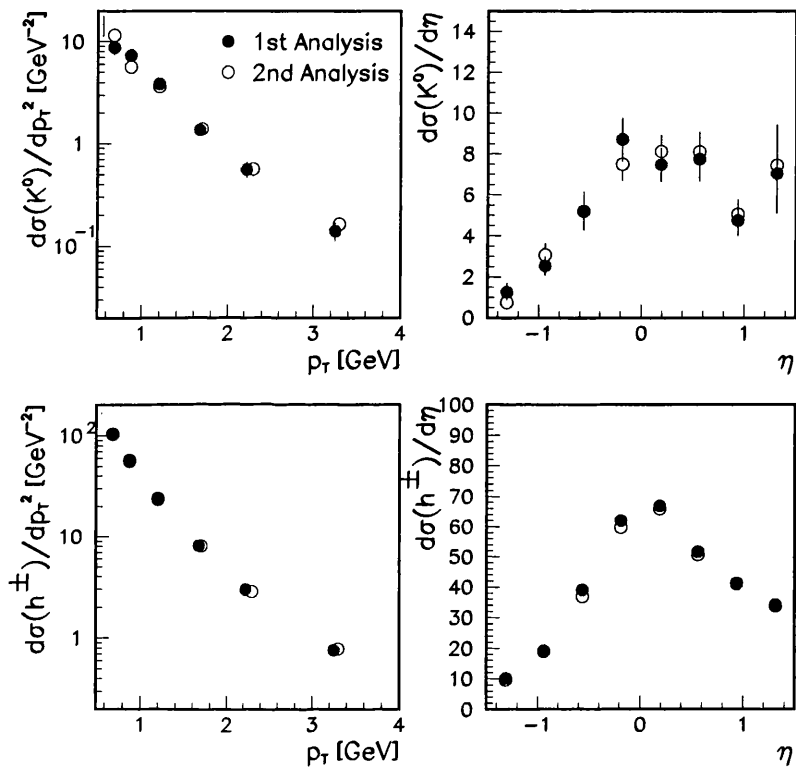 dσ(K⁰)/dp_T² [GeV⁻²]
10
1
10⁻¹
● 1st Analysis
○ 2nd Analysis
1 2 3 4
p_T [GeV]
dσ(K⁰)/dη
14
12
10
8
6
4
2
0
−1 0 1
η
dσ(h±)/dp_T² [GeV⁻²]
10²
10
1
1 2 3 4
p_T [GeV]
dσ(h±)/dη
100
90
80
70
60
50
40
30
20
10
0
−1 0 1
η